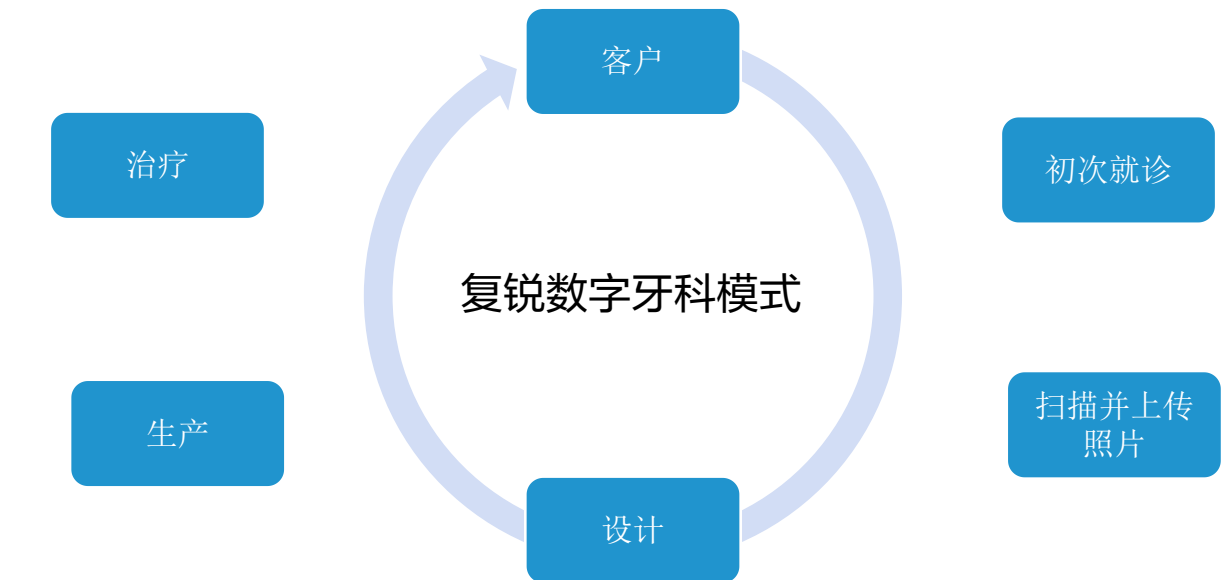 客户
治疗
初次就诊
复锐数字牙科模式
生产
扫描并上传
照片
设计